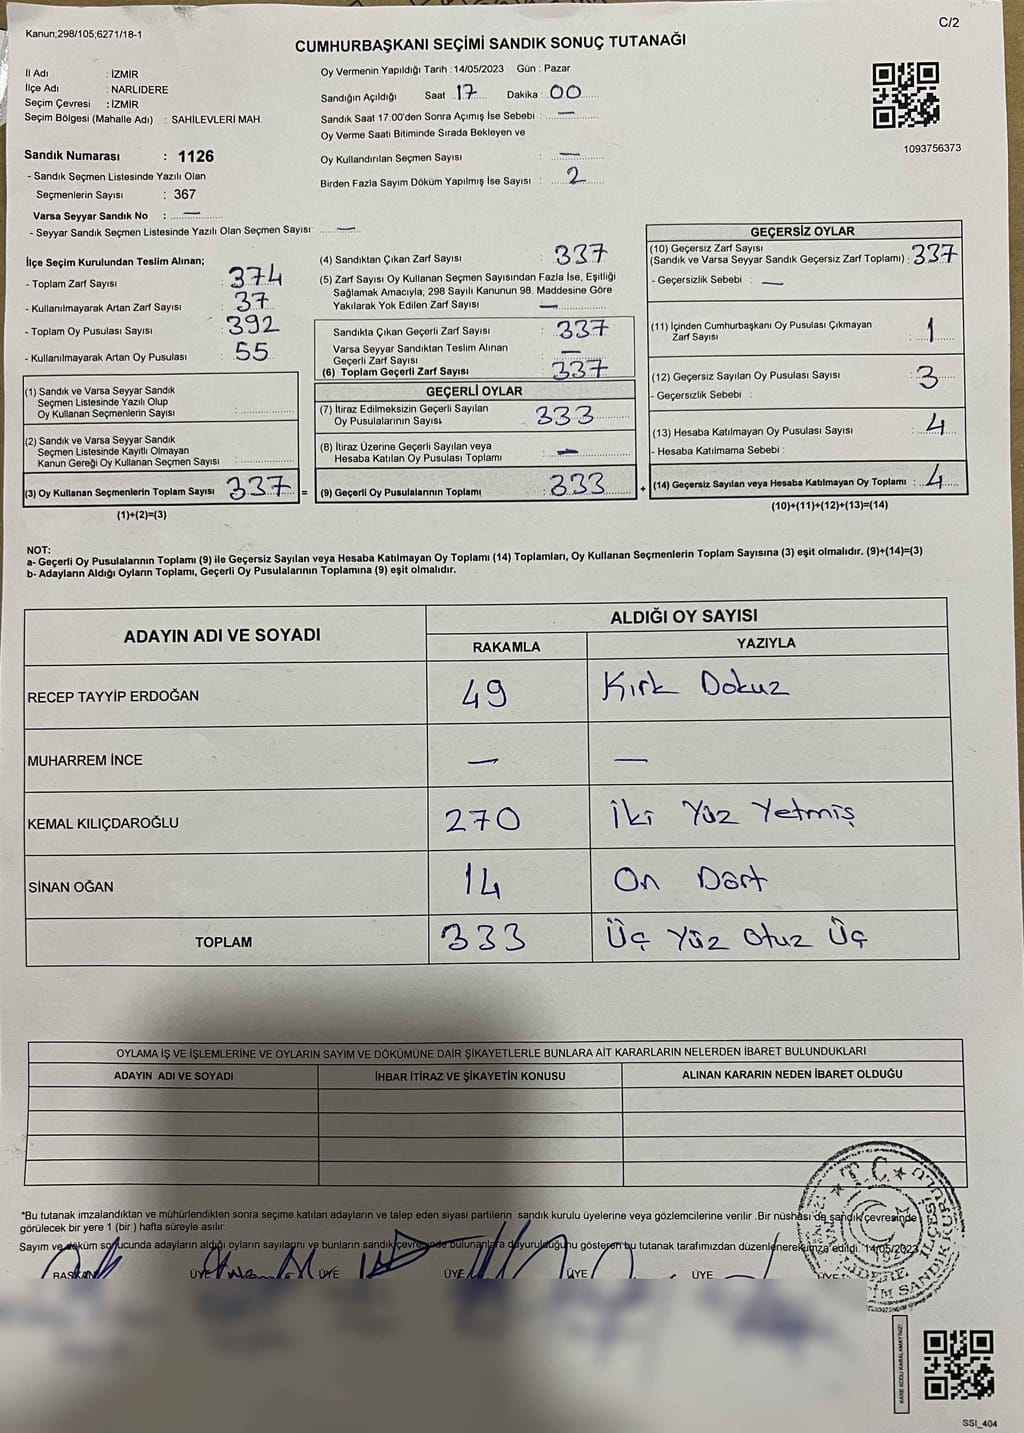 Kanun;298/105;6271/18-1
C/2
CUMHURBAŞKANI SEÇİMİ SANDIK SONUÇ TUTANAĞI
İl Adı : İZMİR
İlçe Adı : NARLIDERE
Seçim Çevresi : İZMİR
Seçim Bölgesi (Mahalle Adı) : SAHİLEVLERİ MAH.
Sandık Numarası : 1126
- Sandık Seçmen Listesinde Yazılı Olan
Seçmenlerin Sayısı : 367
Varsa Seyyar Sandık No : —
- Seyyar Sandık Seçmen Listesinde Yazılı Olan Seçmen Sayısı: —
Oy Vermenin Yapıldığı Tarih : 14/05/2023 Gün : Pazar
Sandığın Açıldığı Saat 17 Dakika : 00
Sandık Saat 17:00'den Sonra Açımış İse Sebebi : —
Oy Verme Saati Bitiminde Sırada Bekleyen ve
Oy Kullandırılan Seçmen Sayısı : —
Birden Fazla Sayım Döküm Yapılmış İse Sayısı : 2
1093756373
İlçe Seçim Kurulundan Teslim Alınan;
- Toplam Zarf Sayısı : 374
- Kullanılmayarak Artan Zarf Sayısı : 37
- Toplam Oy Pusulası Sayısı : 392
- Kullanılmayarak Artan Oy Pusulası : 55
(1) Sandık ve Varsa Seyyar Sandık
Seçmen Listesinde Yazılı Olup
Oy Kullanan Seçmenlerin Sayısı :
(2) Sandık ve Varsa Seyyar Sandık
Seçmen Listesinde Kayıtlı Olmayan
Kanun Gereği Oy Kullanan Seçmen Sayısı :
(3) Oy Kullanan Seçmenlerin Toplam Sayısı 337 =
(1)+(2)=(3)
(4) Sandıktan Çıkan Zarf Sayısı : 337
(5) Zarf Sayısı Oy Kullanan Seçmen Sayısından Fazla İse, Eşitliği
Sağlamak Amacıyla, 298 Sayılı Kanunun 98. Maddesine Göre
Yakılarak Yok Edilen Zarf Sayısı : —
Sandıkta Çıkan Geçerli Zarf Sayısı : 337
Varsa Seyyar Sandıktan Teslim Alınan
Geçerli Zarf Sayısı : —
(6) Toplam Geçerli Zarf Sayısı : 337
GEÇERLİ OYLAR
(7) İtiraz Edilmeksizin Geçerli Sayılan
Oy Pusulalarının Sayısı : 333
(8) İtiraz Üzerine Geçerli Sayılan veya
Hesaba Katılan Oy Pusulası Toplamı : —
(9) Geçerli Oy Pusulalarının Toplamı : 333 +
GEÇERSİZ OYLAR
(10) Geçersiz Zarf Sayısı
(Sandık ve Varsa Seyyar Sandık Geçersiz Zarf Toplamı) : 337
- Geçersizlik Sebebi : —
(11) İçinden Cumhurbaşkanı Oy Pusulası Çıkmayan
Zarf Sayısı : 1
(12) Geçersiz Sayılan Oy Pusulası Sayısı : 3
- Geçersizlik Sebebi :
(13) Hesaba Katılmayan Oy Pusulası Sayısı : 4
- Hesaba Katılmama Sebebi :
(14) Geçersiz Sayılan veya Hesaba Katılmayan Oy Toplamı : 4
(10)+(11)+(12)+(13)=(14)
NOT:
a- Geçerli Oy Pusulalarının Toplamı (9) ile Geçersiz Sayılan veya Hesaba Katılmayan Oy Toplamı (14) Toplamları, Oy Kullanan Seçmenlerin Toplam Sayısına (3) eşit olmalıdır. (9)+(14)=(3)
b- Adayların Aldığı Oyların Toplamı, Geçerli Oy Pusulalarının Toplamına (9) eşit olmalıdır.
ADAYIN ADI VE SOYADI
ALDIĞI OY SAYISI
RAKAMLA YAZIYLA
RECEP TAYYİP ERDOĞAN 49 Kırk Dokuz
MUHARREM İNCE — —
KEMAL KILIÇDAROĞLU 270 İki Yüz Yetmiş
SİNAN OĞAN 14 On Dört
TOPLAM 333 Üç Yüz Otuz Üç
OYLAMA İŞ VE İŞLEMLERİNE VE OYLARIN SAYIM VE DÖKÜMÜNE DAİR ŞİKAYETLERLE BUNLARA AİT KARARLARIN NELERDEN İBARET BULUNDUKLARI
ADAYIN ADI VE SOYADI İHBAR İTİRAZ VE ŞİKAYETİN KONUSU ALINAN KARARIN NEDEN İBARET OLDUĞU
*Bu tutanak imzalandıktan ve mühürlendikten sonra seçime katılan adayların ve talep eden siyasi partilerin sandık kurulu üyelerine veya gözlemcilerine verilir .Bir nüshası da sandık çevresinde
görülecek bir yere 1 (bir ) hafta süreyle asılır.
Sayım ve döküm sonucunda adayların aldığı oyların sayılarını ve bunların sandık çevresinde bulunanlara duyurulduğunu gösteren bu tutanak tarafımızdan düzenlenerek imza edildi. 14/05/2023
BAŞKAN ÜYE ÜYE ÜYE ÜYE ÜYE ÜYE
T.C.
KARE KODU KARALAMAYINIZ!
SSİ_404